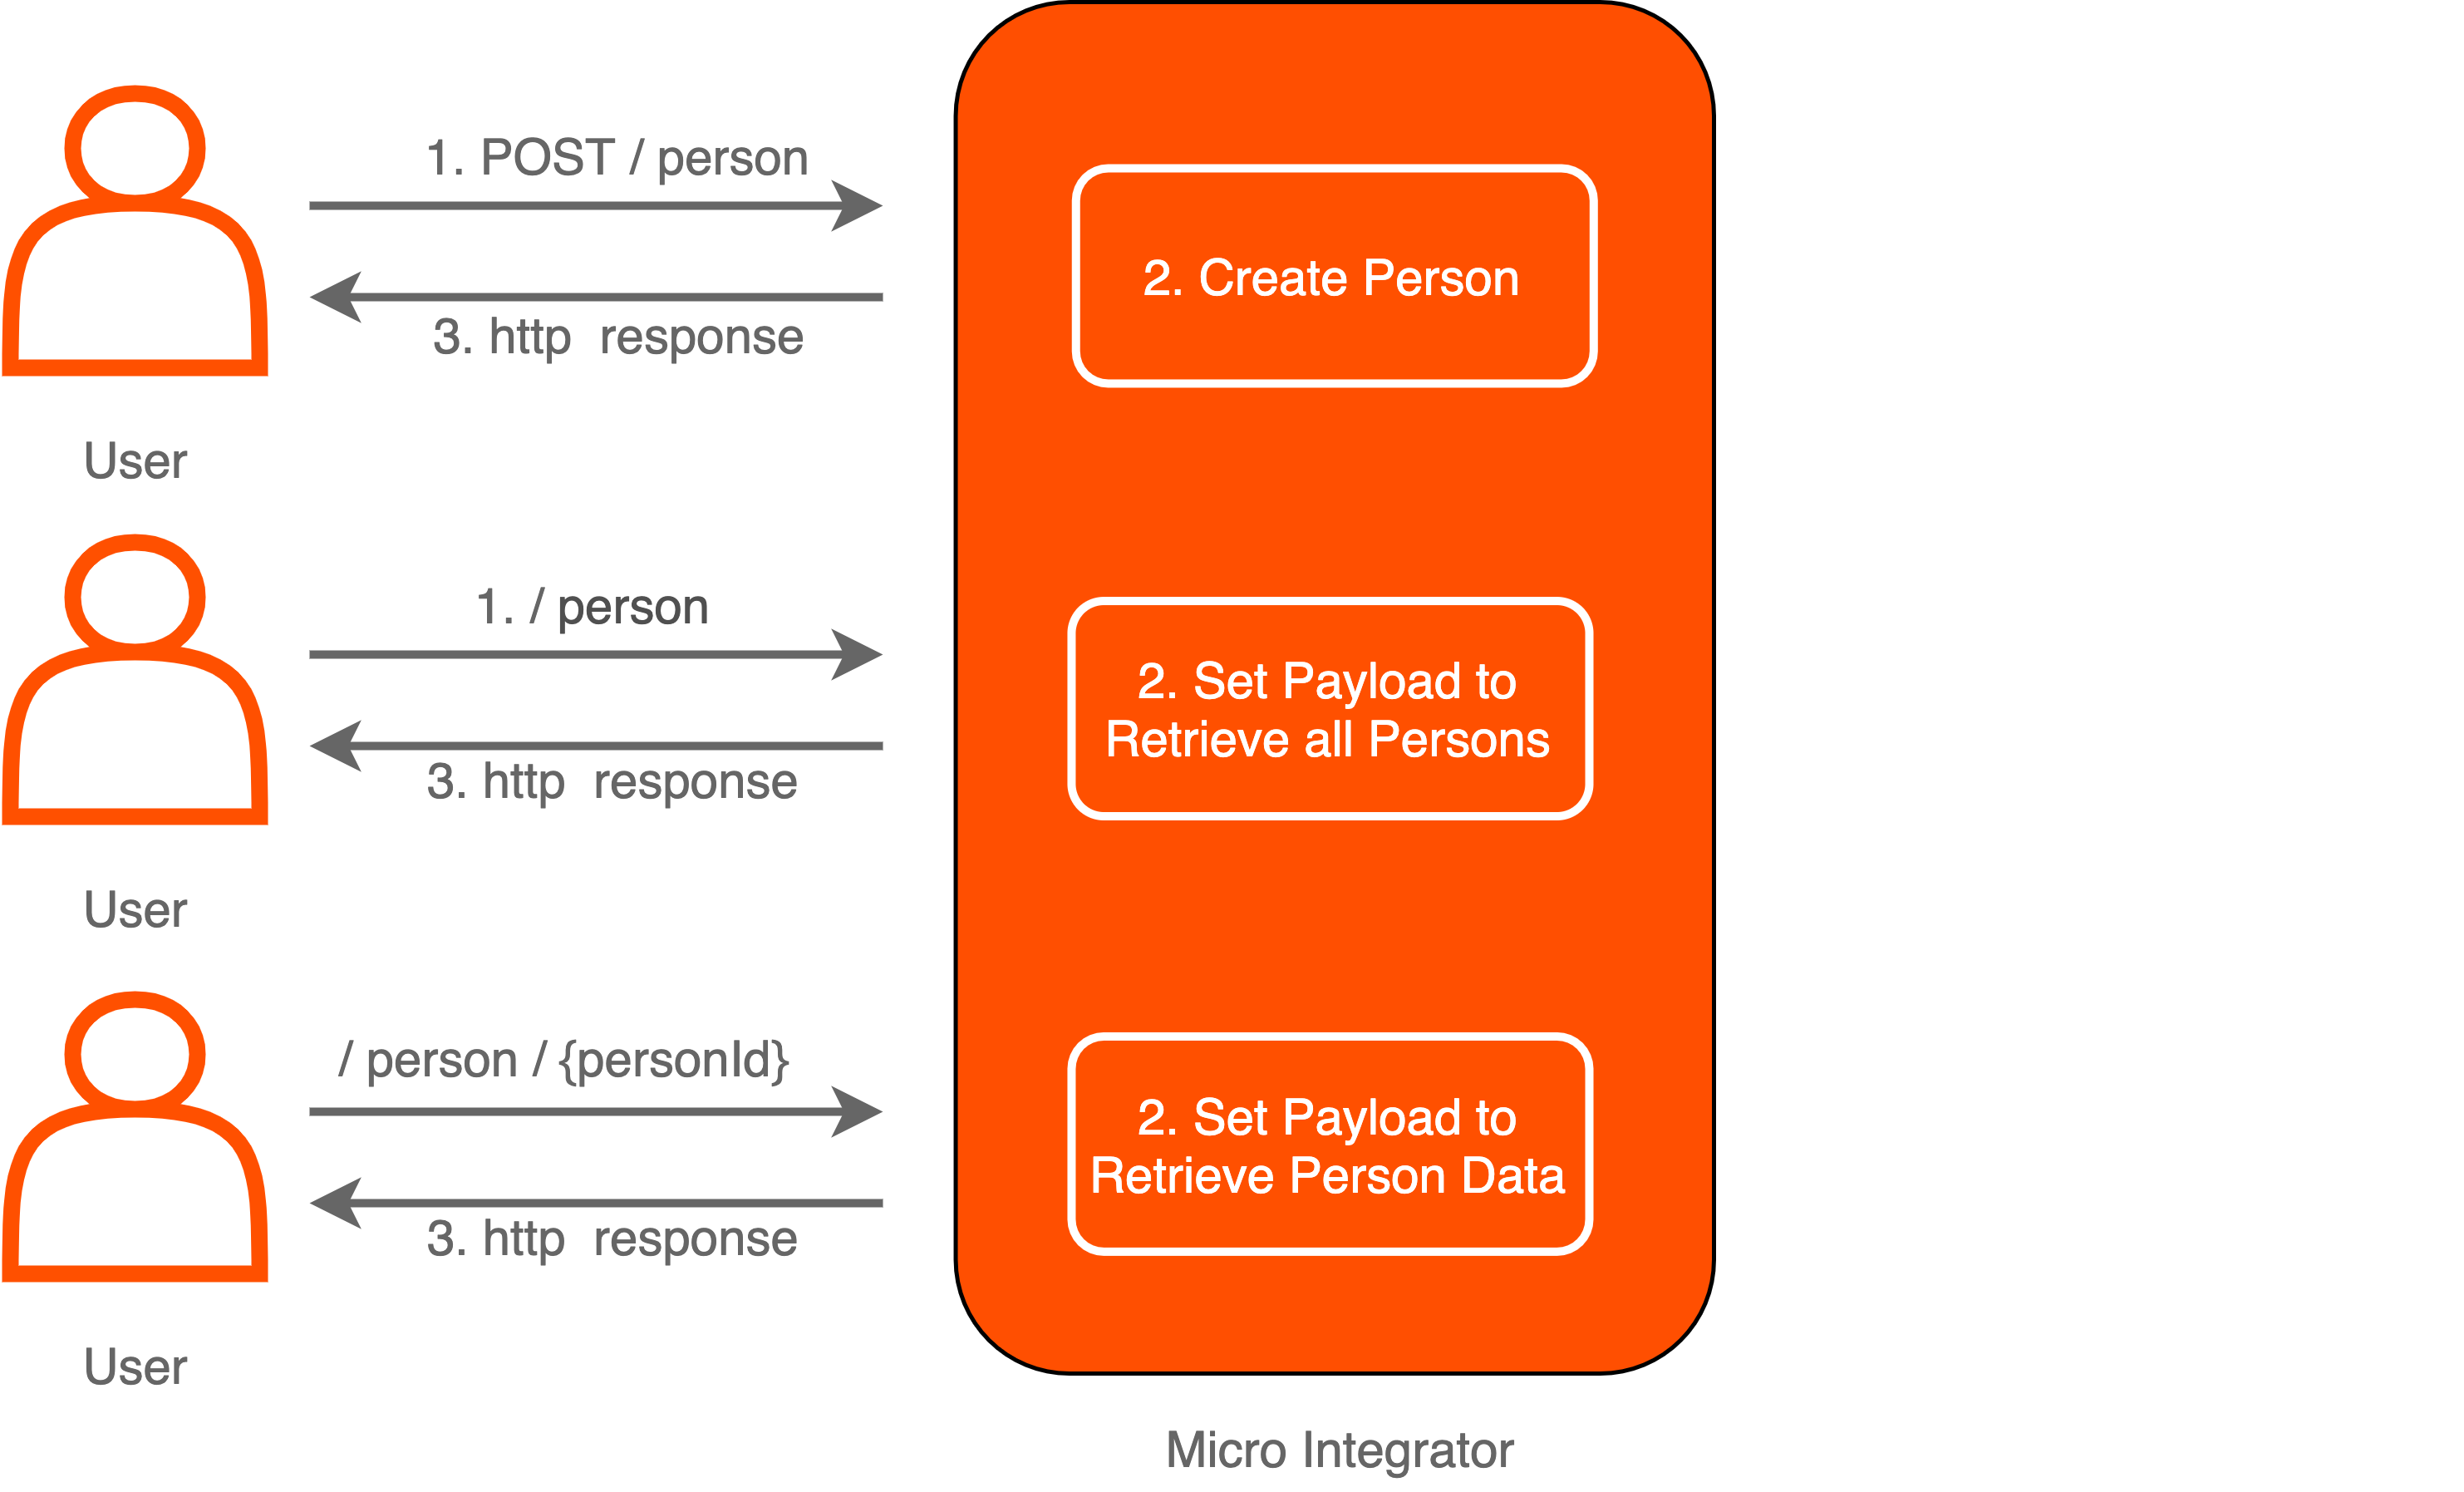 1. POST / person
2. Create Person
3. http response
User
1. / person
2. Set Payload to
Retrieve all Persons
3. http response
User
/ person / {personId}
2. Set Payload to
Retrieve Person Data
3. http response
User
Micro Integrator